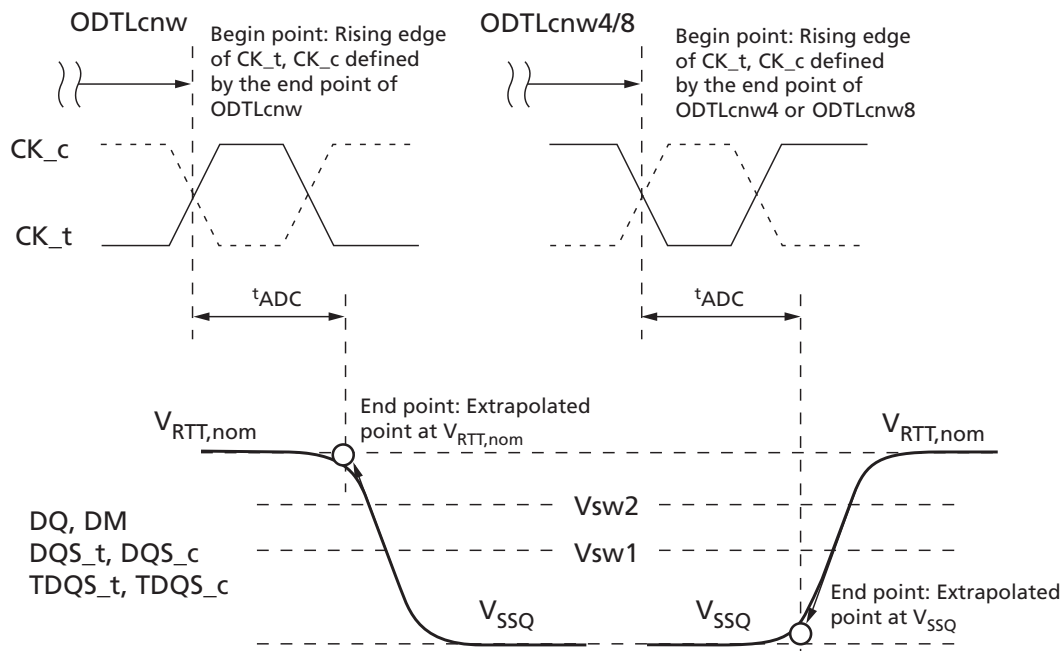 ODTLcnw
Begin point: Rising edge
of CK_t, CK_c defined
by the end point of
ODTLcnw
ODTLcnw4/8
Begin point: Rising edge
of CK_t, CK_c defined
by the end point of
ODTLcnw4 or ODTLcnw8
CK_c
CK_t
tADC
tADC
End point: Extrapolated
point at VRTT,nom
VRTT,nom
VRTT,nom
Vsw2
DQ, DM
DQS_t, DQS_c
TDQS_t, TDQS_c
Vsw1
VSSQ
VSSQ
End point: Extrapolated
point at VSSQ